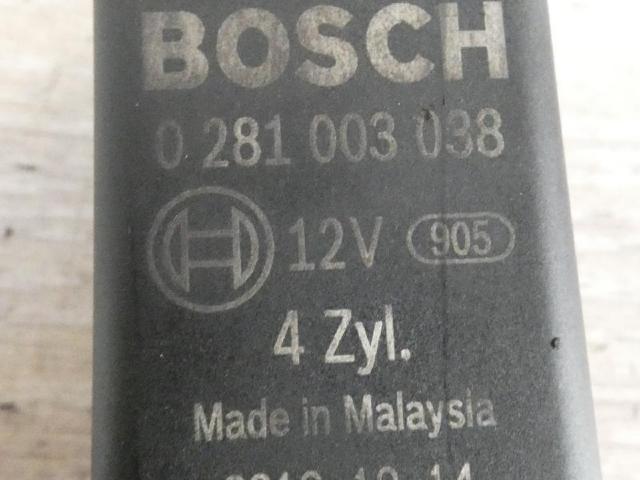 BOSCH
0 281 003 038
12V 905
4 Zyl.
Made in Malaysia